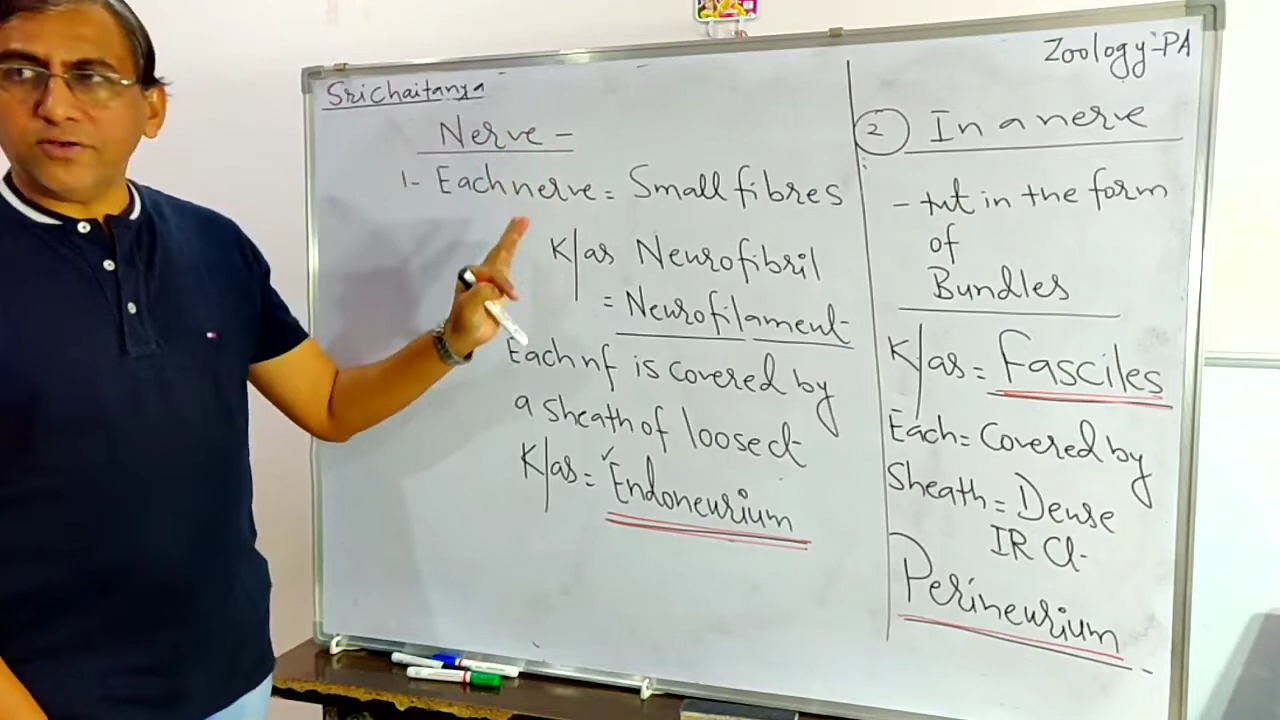 Srichaitanya
Nerve -
1- Each nerve = Small fibres
K/as Neurofibril
= Neurofilament
Each nf is covered by
a sheath of loose ct
K/as = ✓Endoneurium
Zoology-PA
2 In a nerve
- in the form
of
Bundles
K/as = Fasciles
Each = Covered by
Sheath = Dense
IR Ct-
Perineurium